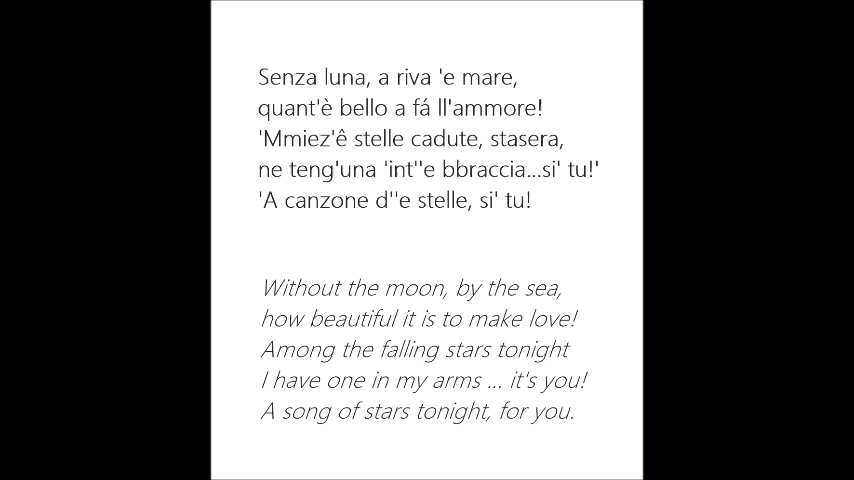 Senza luna, a riva 'e mare,
quant'è bello a fá ll'ammore!
'Mmiez'ê stelle cadute, stasera,
ne teng'una 'int''e bbraccia...si' tu!'
'A canzone d''e stelle, si' tu!
Without the moon, by the sea,
how beautiful it is to make love!
Among the falling stars tonight
I have one in my arms ... it's you!
A song of stars tonight, for you.